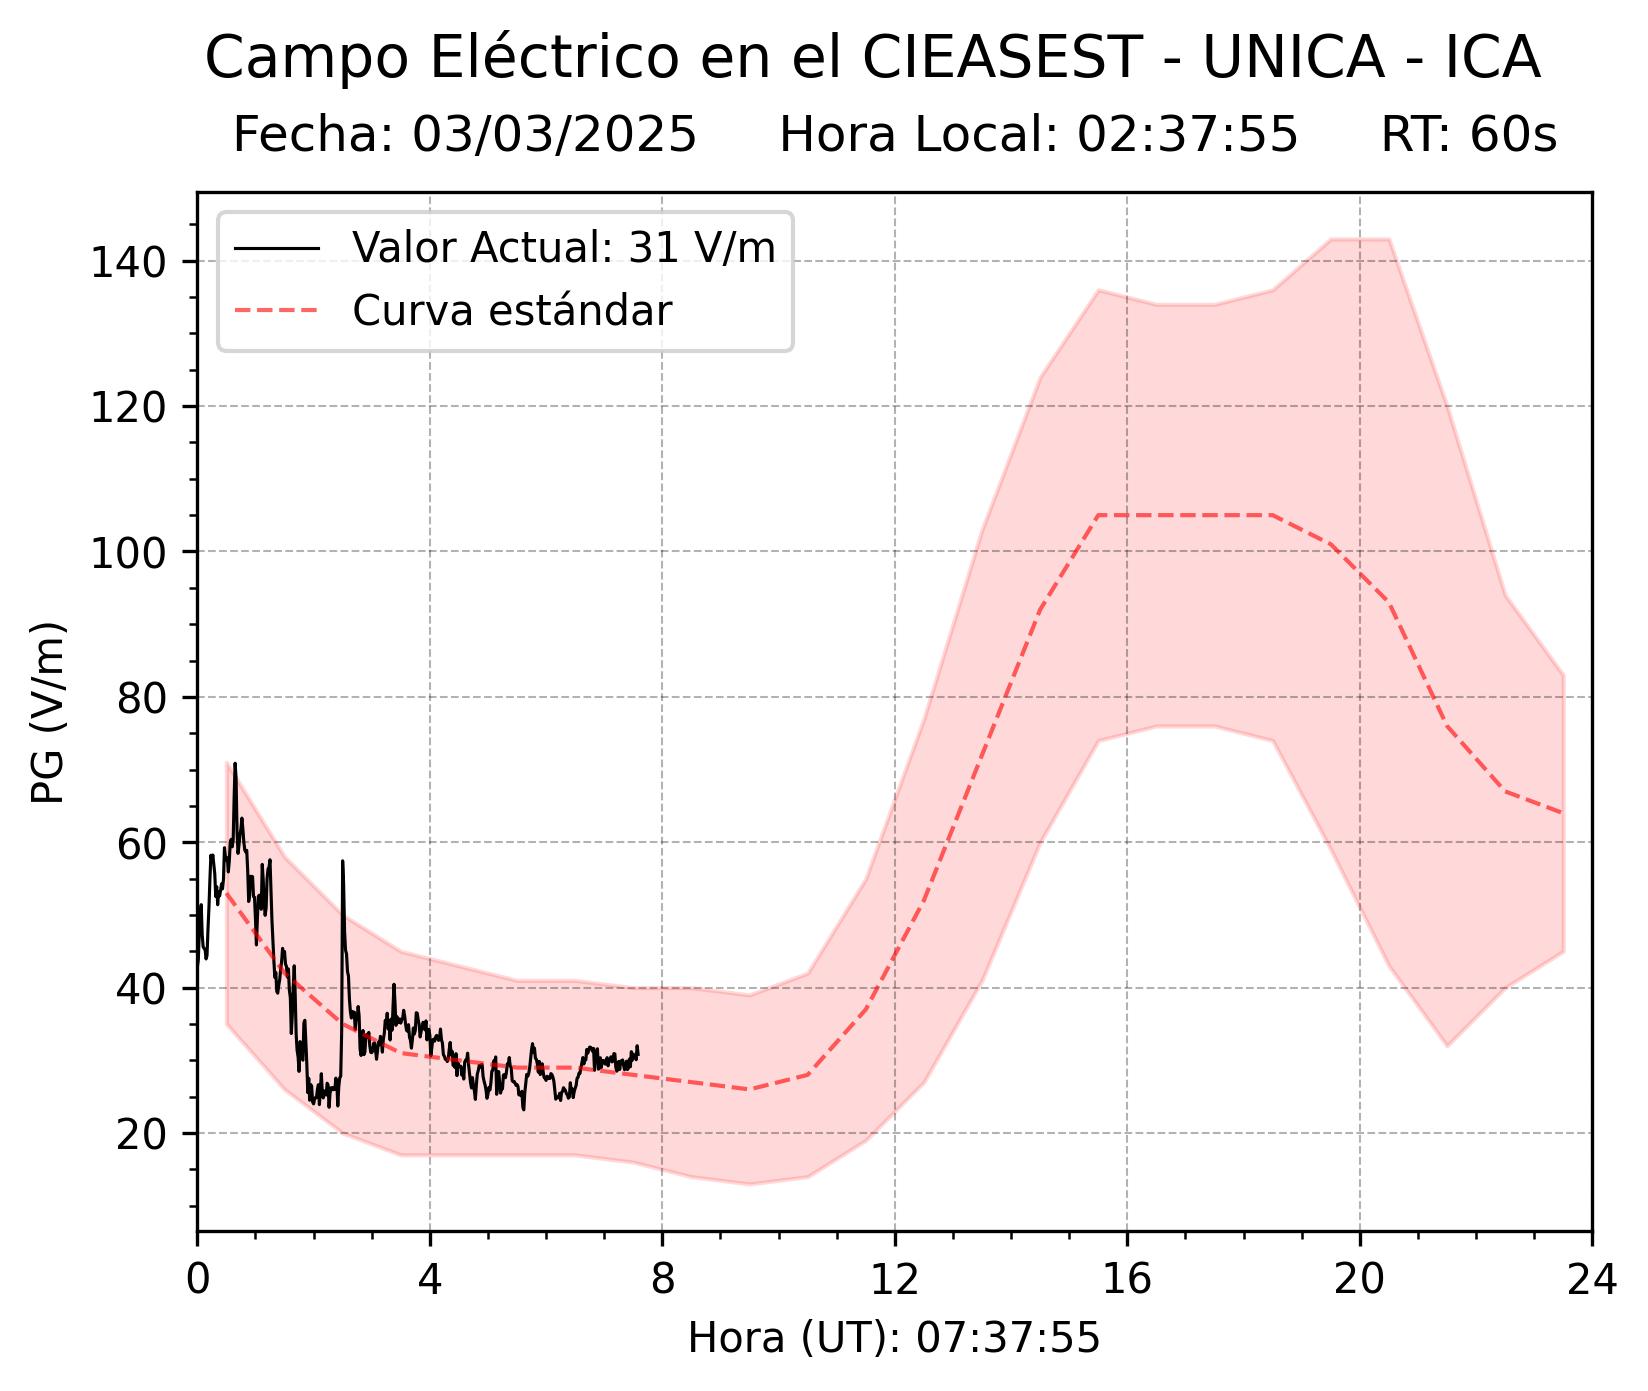 Campo Eléctrico en el CIEASEST - UNICA - ICA
Fecha: 03/03/2025 Hora Local: 02:37:55 RT: 60s
Valor Actual: 31 V/m
Curva estándar
140
120
100
80
60
40
20
PG (V/m)
0 4 8 12 16 20 24
Hora (UT): 07:37:55